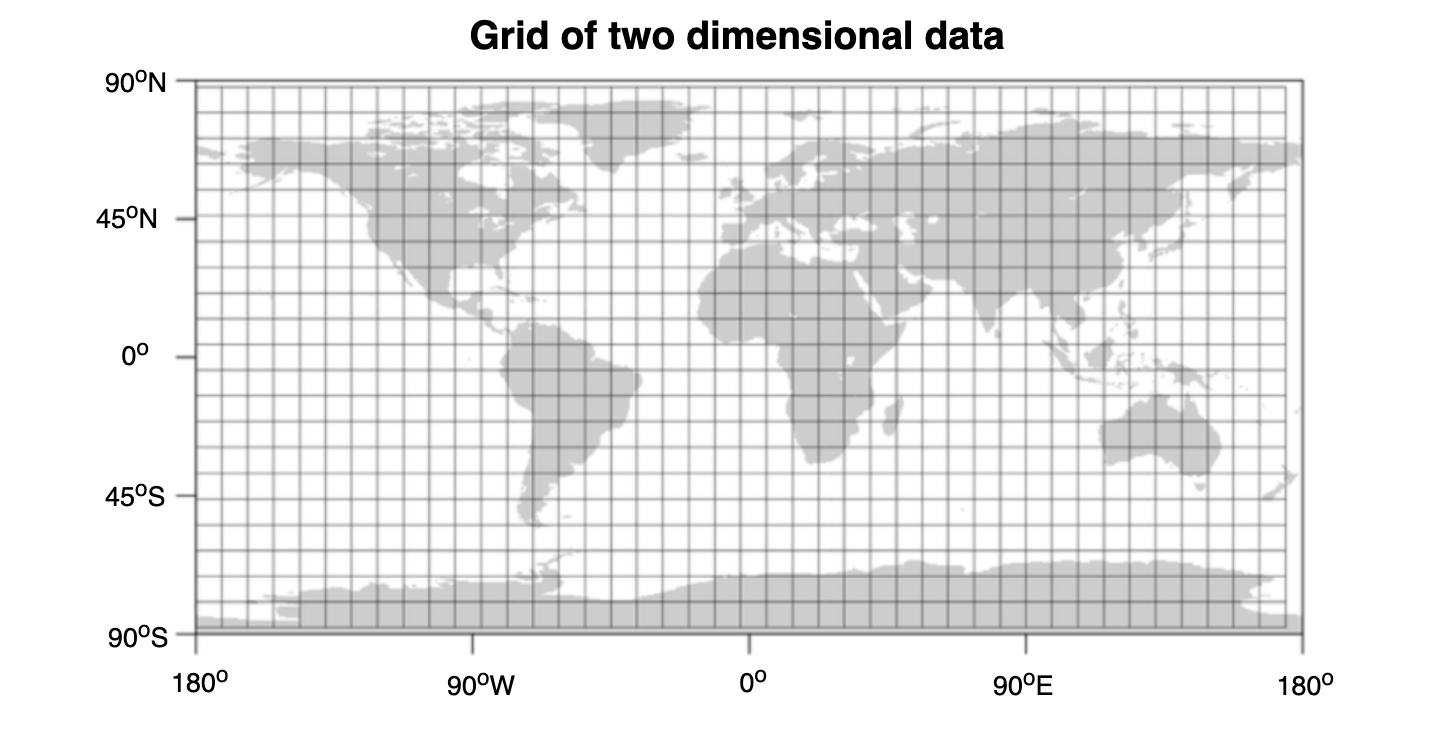 Grid of two dimensional data
90ºN
45ºN
0º
45ºS
90ºS
180º 90ºW 0º 90ºE 180º